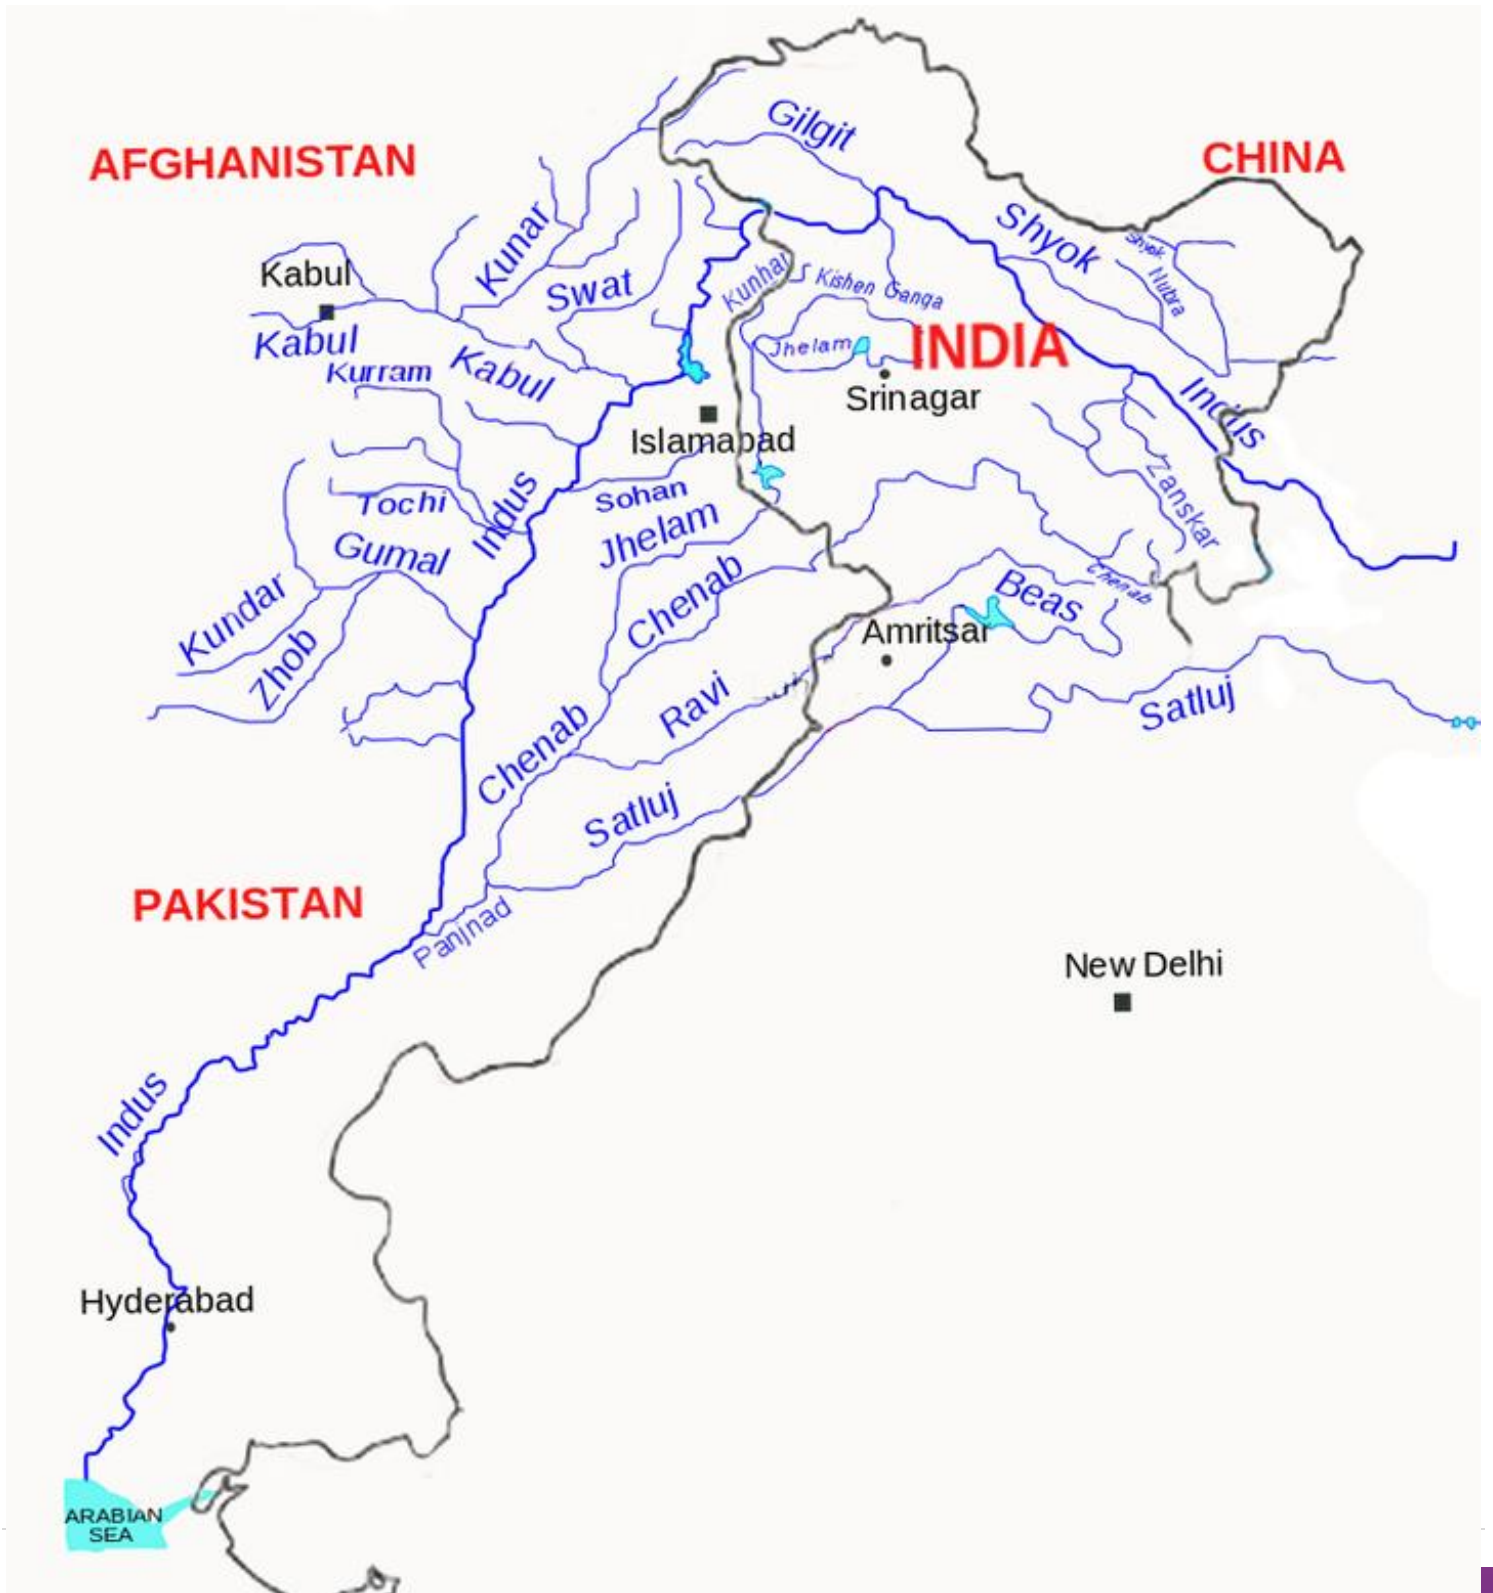 Gilgit
AFGHANISTAN
CHINA
Shyok
Shyok
Kunar
Kabul
Swat
Kunhar
Kishen Ganga
Nubra
Kabul
Jhelam
INDIA
Kurram
Kabul
Srinagar
Indus
Islamabad
Sohan
Zanskar
Tochi
Indus
Jhelam
Gumal
Chenab
Chenab
Beas
Kundar
Amritsar
Zhob
Ravi
Satluj
Chenab
Satluj
PAKISTAN
Panjnad
New Delhi
Indus
Hyderabad
ARABIAN
SEA